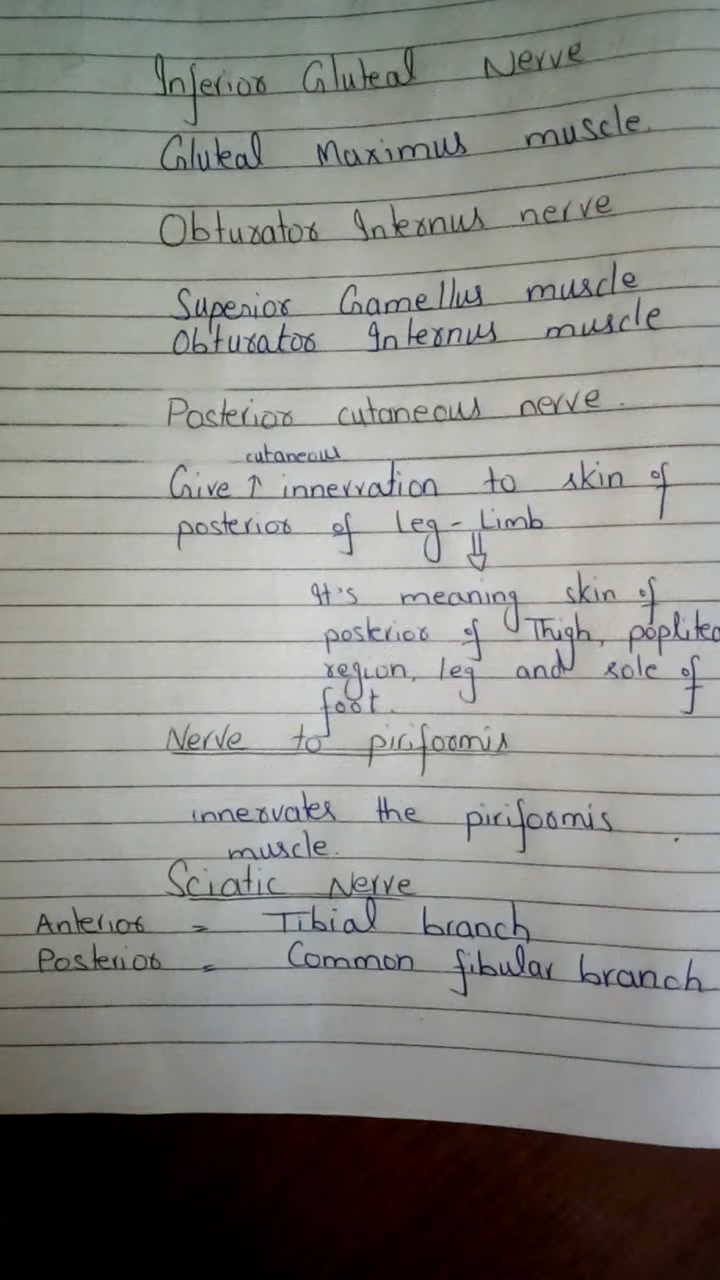 Inferior Gluteal Nerve
Gluteal Maximus muscle.
Obturator Internus nerve
Superior Gamellus muscle
Obturator Internus muscle
Posterior cutaneous nerve.
cutaneous
Give ↑ innervation to skin of
posterior of leg - Limb
⇓
It's meaning skin of
posterior of Thigh, poplitea
region, leg and sole of
foot.
Nerve to piriformis
innervates the piriformis
muscle.
Sciatic Nerve
Anterior = Tibial branch
Posterior = Common fibular branch